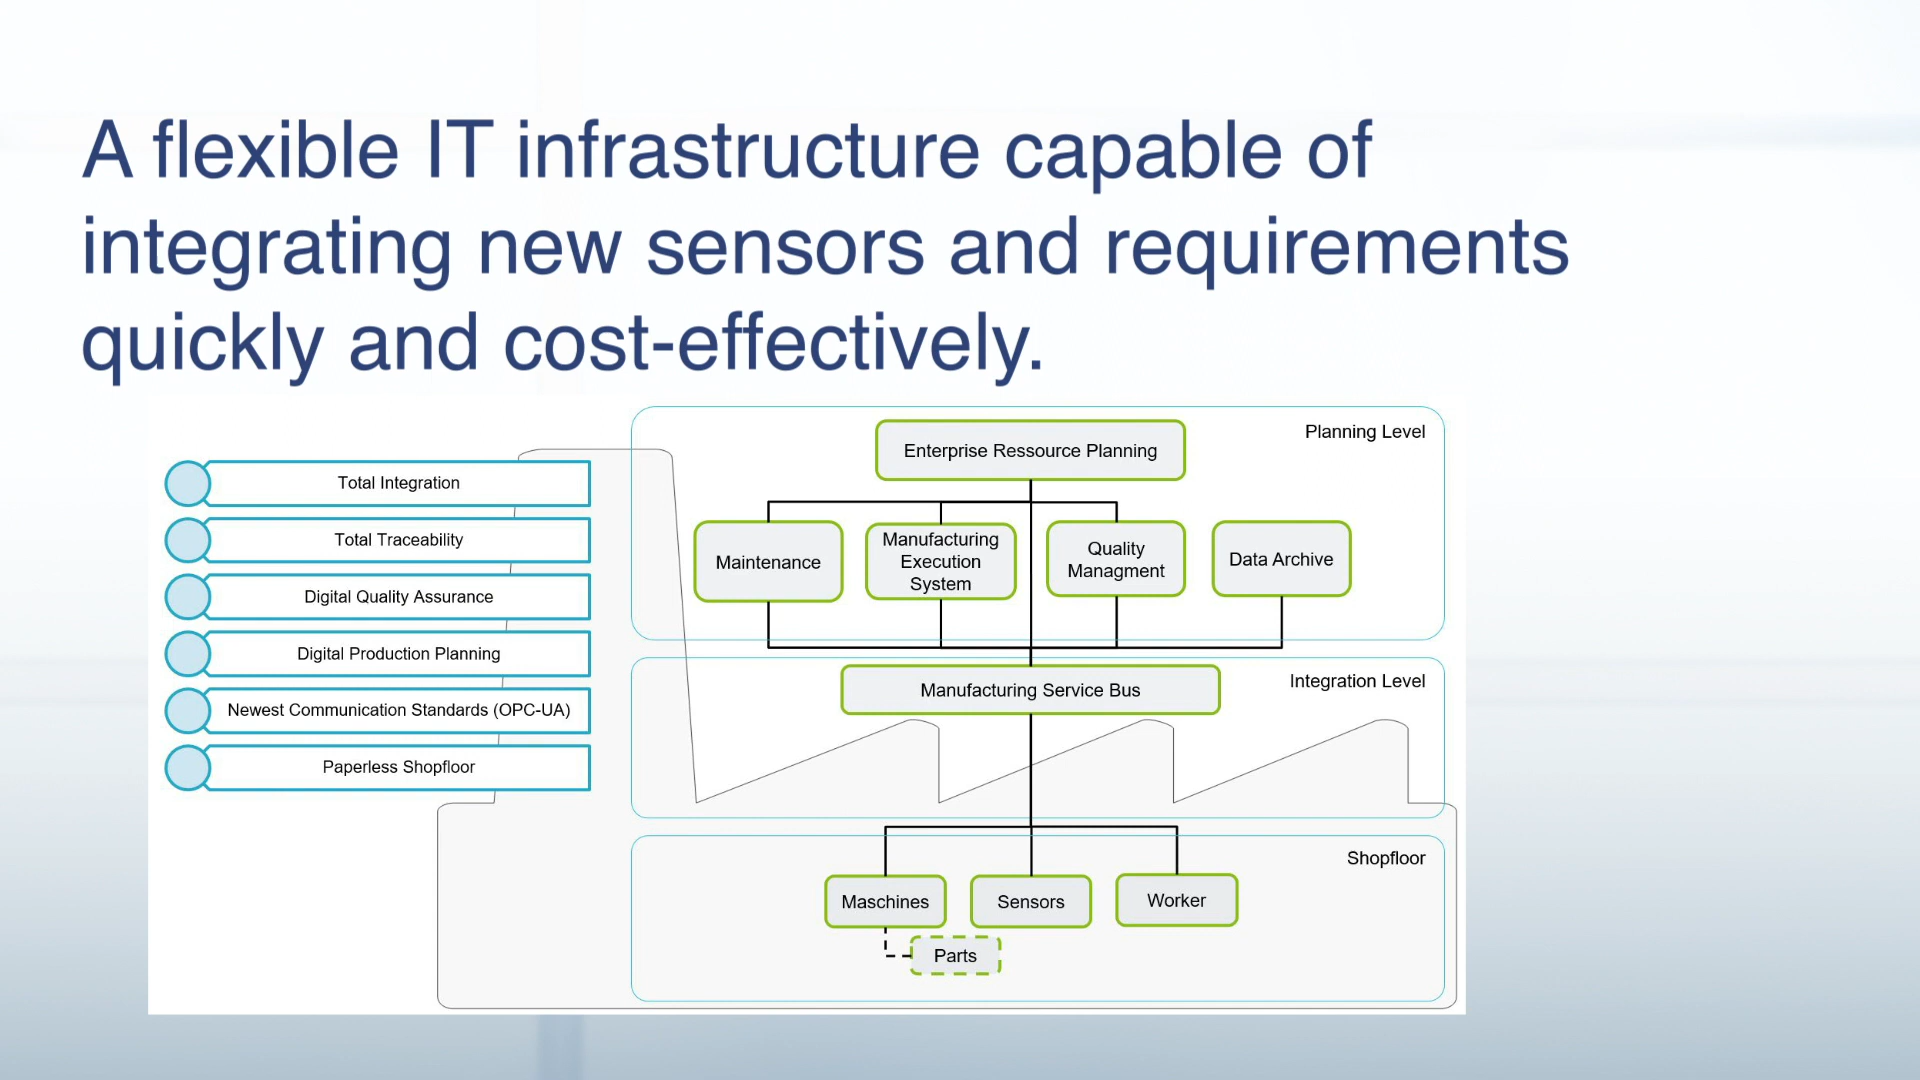 A flexible IT infrastructure capable of
integrating new sensors and requirements
quickly and cost-effectively.
Total Integration
Total Traceability
Digital Quality Assurance
Digital Production Planning
Newest Communication Standards (OPC-UA)
Paperless Shopfloor
Planning Level
Enterprise Ressource Planning
Maintenance
Manufacturing
Execution
System
Quality
Managment
Data Archive
Integration Level
Manufacturing Service Bus
Shopfloor
Maschines
Sensors
Worker
Parts